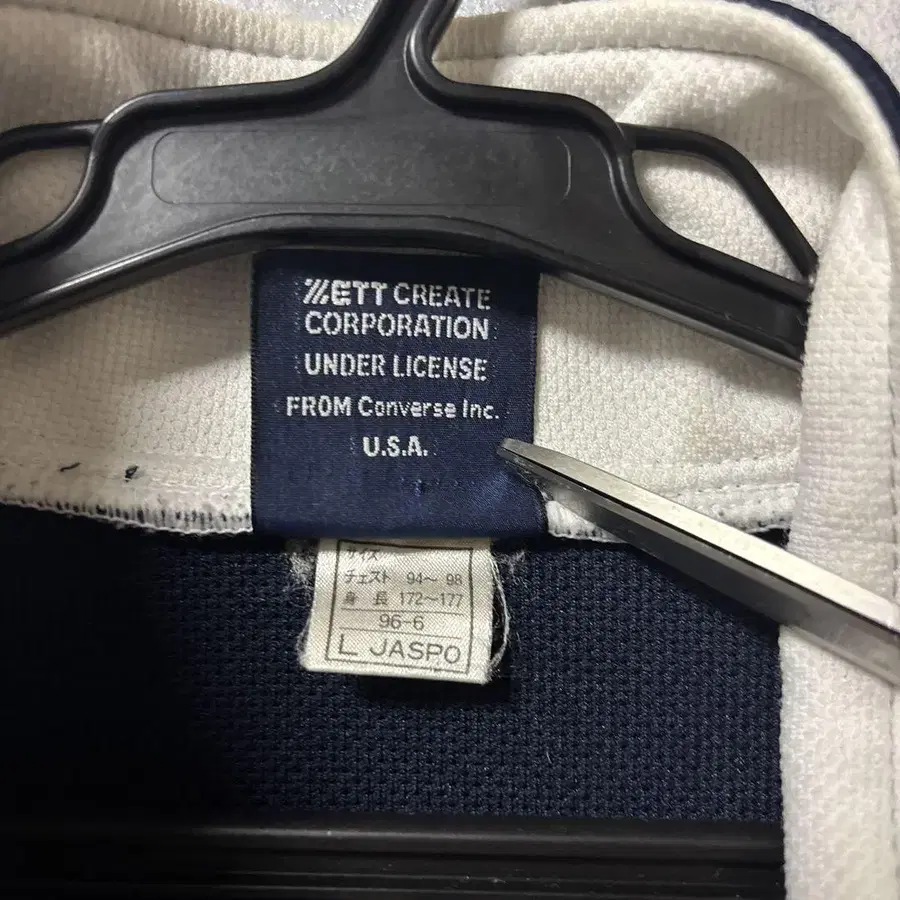 ZETT CREATE
CORPORATION
UNDER LICENSE
FROM Converse Inc.
U.S.A.
サイズ
チェスト 94〜98
身長 172〜177
96-6
L JASPO